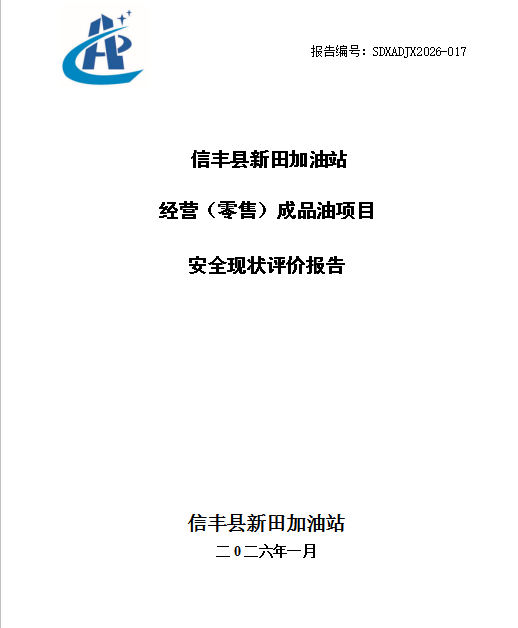 报告编号：SDXADJX2026-017
信丰县新田加油站
经营（零售）成品油项目
安全现状评价报告
信丰县新田加油站
二0二六年一月